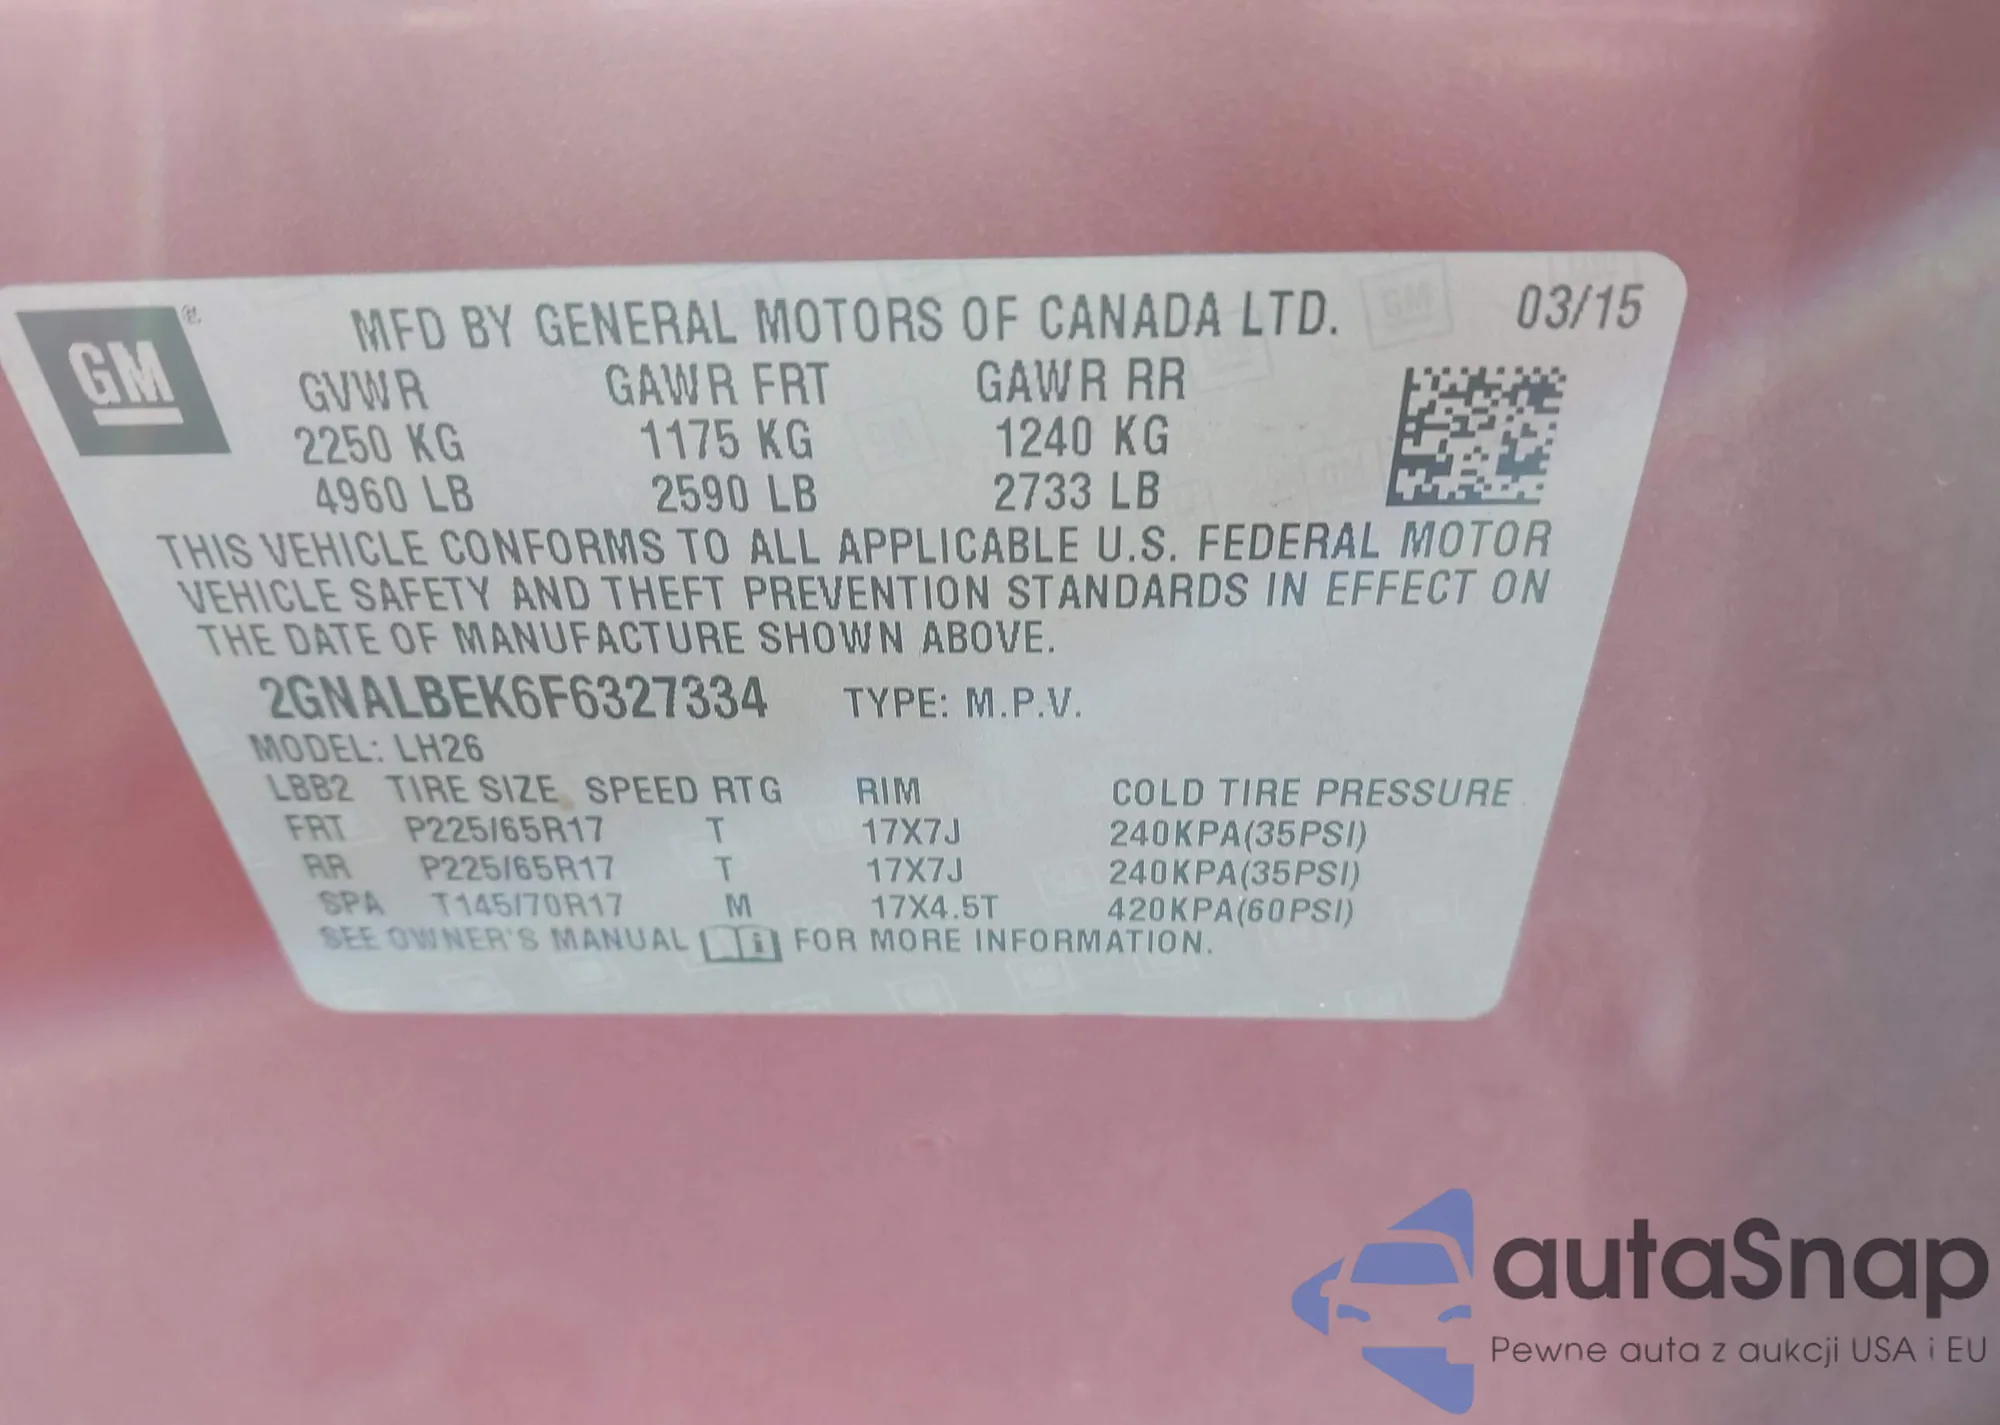 GM ®
MFD BY GENERAL MOTORS OF CANADA LTD. 03/15
GVWR GAWR FRT GAWR RR
2250 KG 1175 KG 1240 KG
4960 LB 2590 LB 2733 LB
THIS VEHICLE CONFORMS TO ALL APPLICABLE U.S. FEDERAL MOTOR
VEHICLE SAFETY AND THEFT PREVENTION STANDARDS IN EFFECT ON
THE DATE OF MANUFACTURE SHOWN ABOVE.
2GNALBEK6F6327334 TYPE: M.P.V.
MODEL: LH26
LBB2 TIRE SIZE SPEED RTG RIM COLD TIRE PRESSURE
FRT P225/65R17 T 17X7J 240KPA(35PSI)
RR P225/65R17 T 17X7J 240KPA(35PSI)
SPA T145/70R17 M 17X4.5T 420KPA(60PSI)
SEE OWNER'S MANUAL FOR MORE INFORMATION.
autaSnap
Pewne auta z aukcji USA i EU